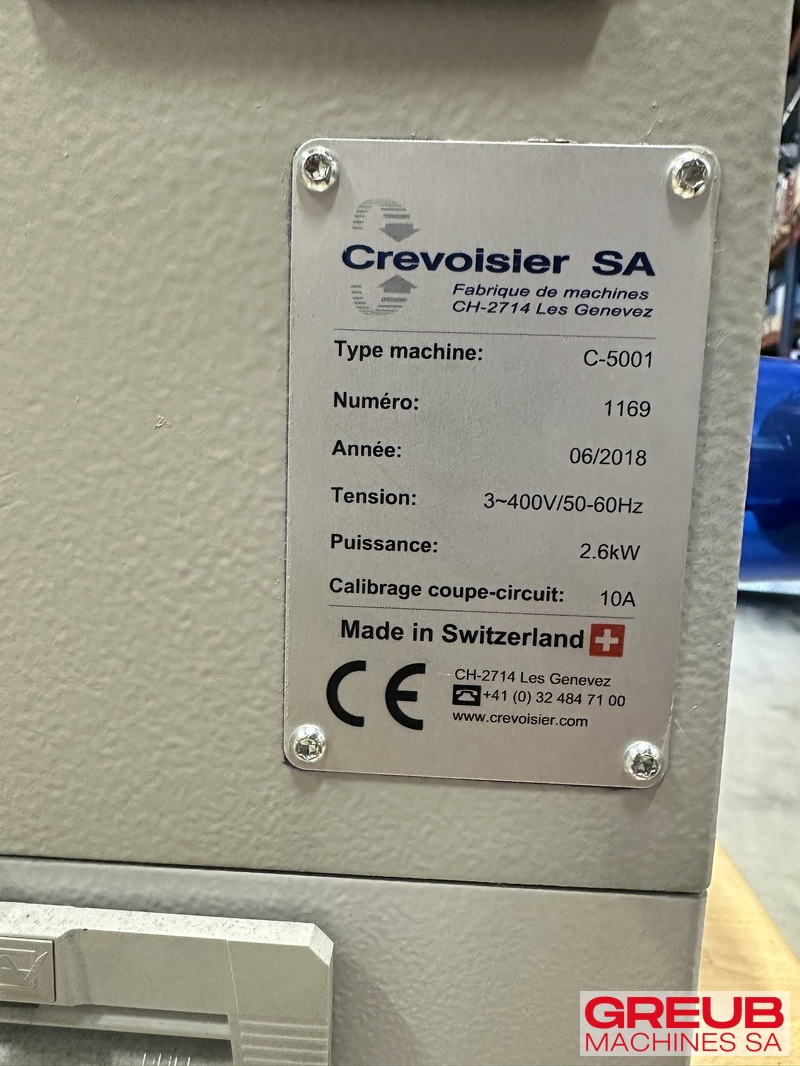 Crevoisier SA
Fabrique de machines
CH-2714 Les Genevez
Type machine: C-5001
Numéro: 1169
Année: 06/2018
Tension: 3~400V/50-60Hz
Puissance: 2.6kW
Calibrage coupe-circuit: 10A
Made in Switzerland
CE
CH-2714 Les Genevez
+41 (0) 32 484 71 00
www.crevoisier.com
GREUB
MACHINES SA